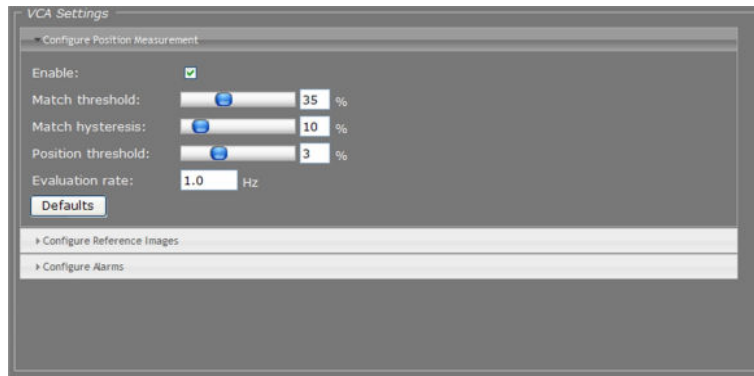 VCA Settings
Configure Position Measurement
Enable:
Match threshold: 35 %
Match hysteresis: 10 %
Position threshold: 3 %
Evaluation rate: 1.0 Hz
Defaults
Configure Reference Images
Configure Alarms